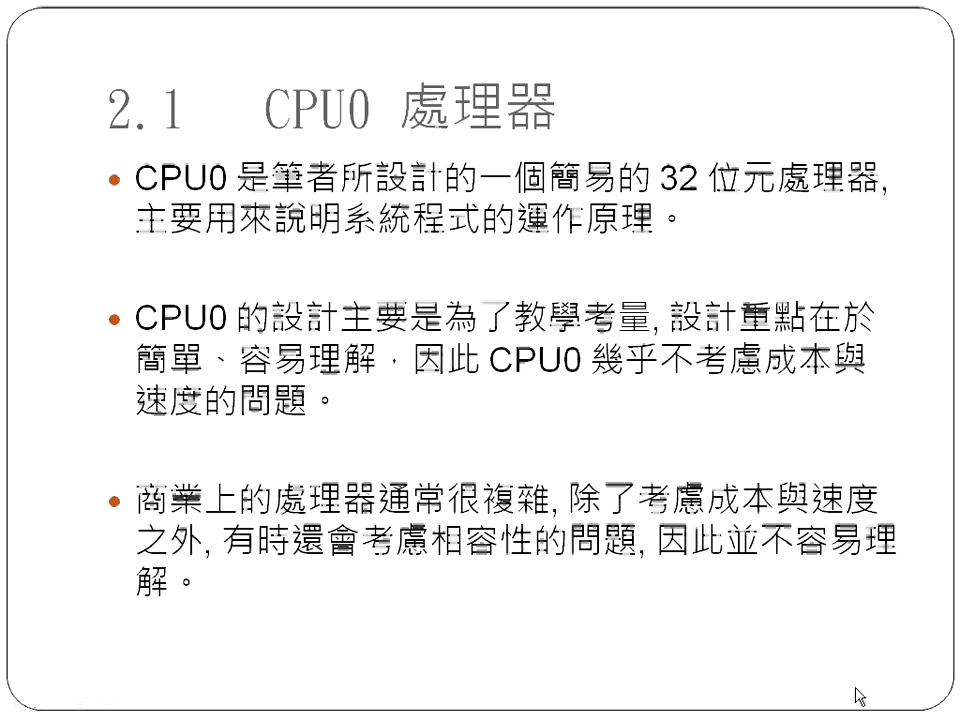 2.1 CPU0 處理器
• CPU0 是筆者所設計的一個簡易的 32 位元處理器,
主要用來說明系統程式的運作原理。
• CPU0 的設計主要是為了教學考量, 設計重點在於
簡單、容易理解，因此 CPU0 幾乎不考慮成本與
速度的問題。
• 商業上的處理器通常很複雜, 除了考慮成本與速度
之外, 有時還會考慮相容性的問題, 因此並不容易理
解。